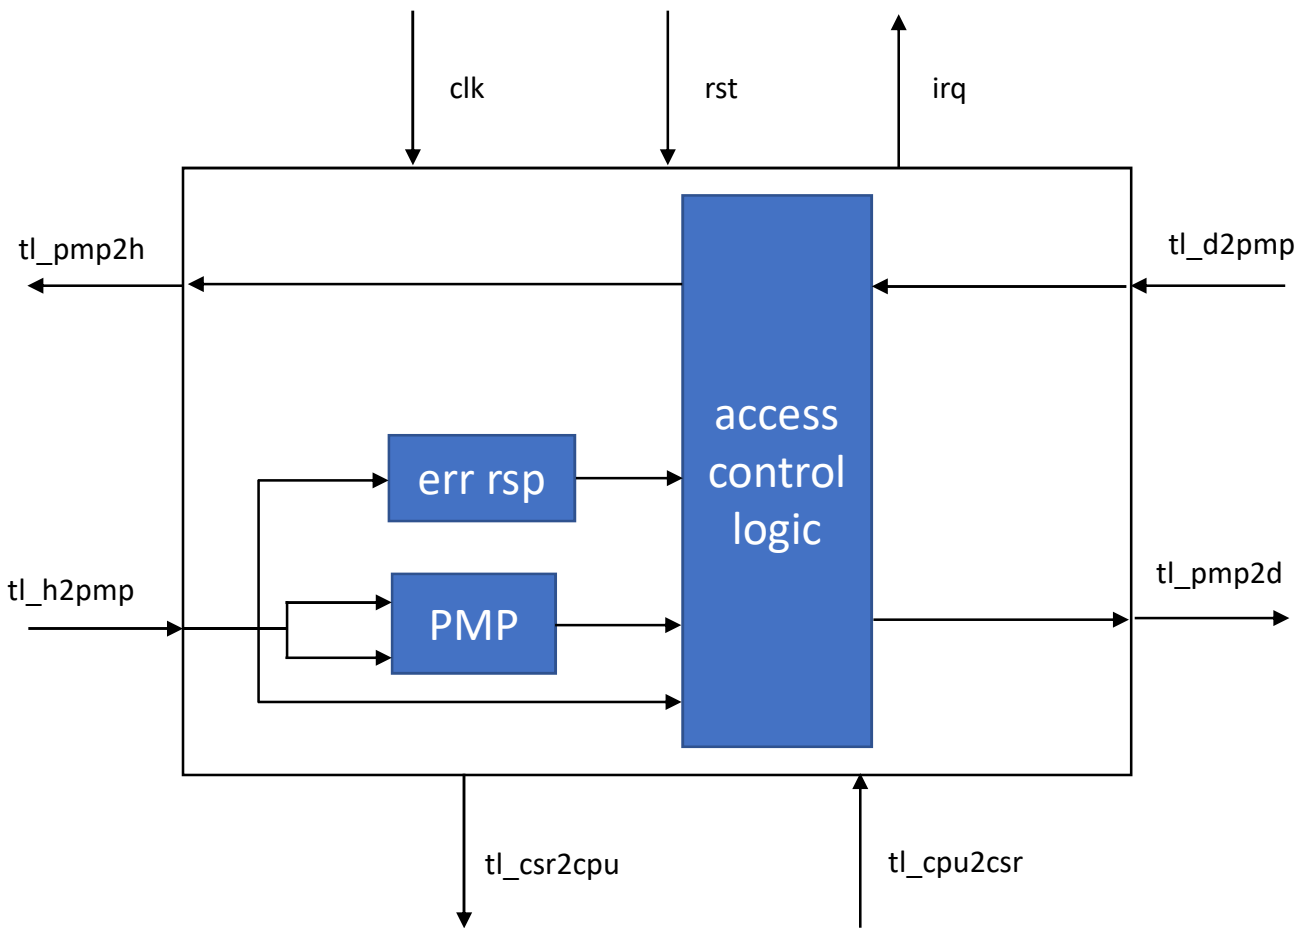 clk
rst
irq
tl_pmp2h
tl_d2pmp
access
control
logic
err rsp
tl_h2pmp
PMP
tl_pmp2d
tl_csr2cpu
tl_cpu2csr